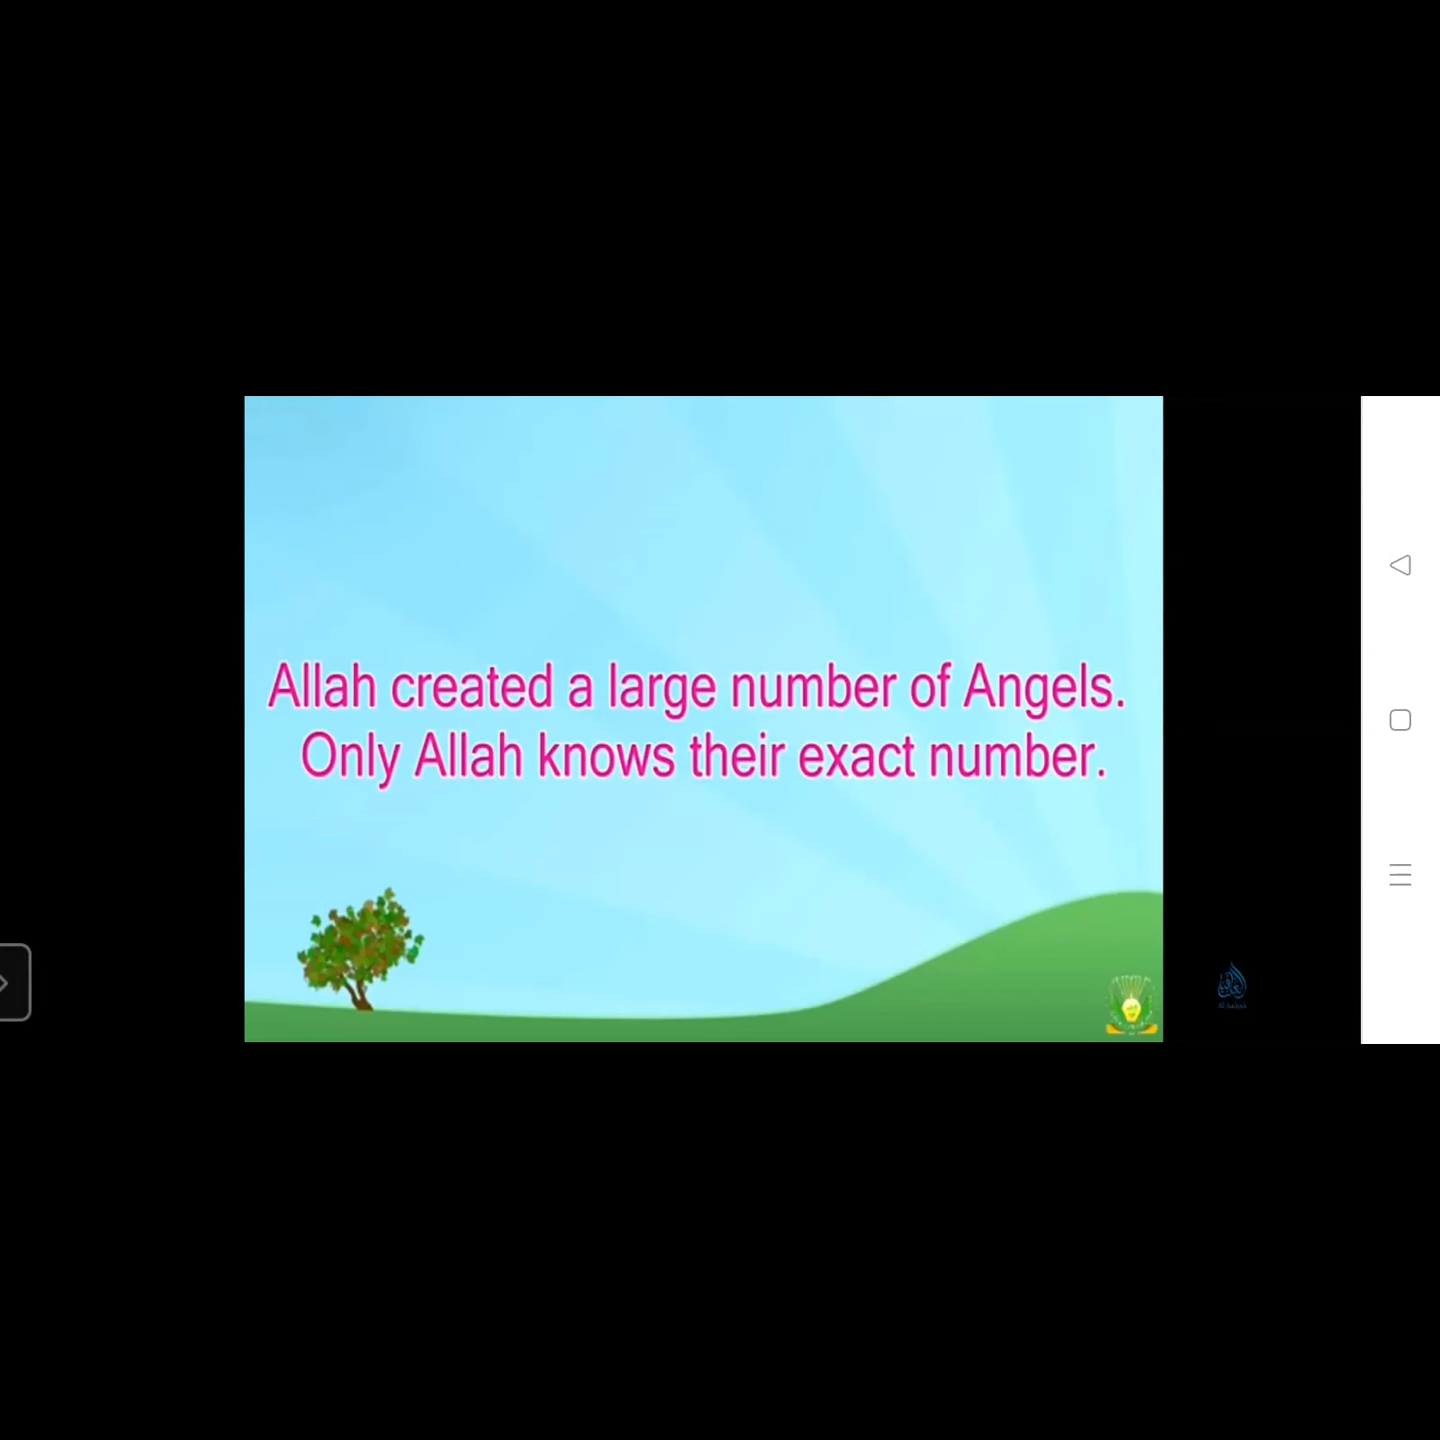 Allah created a large number of Angels.
Only Allah knows their exact number.